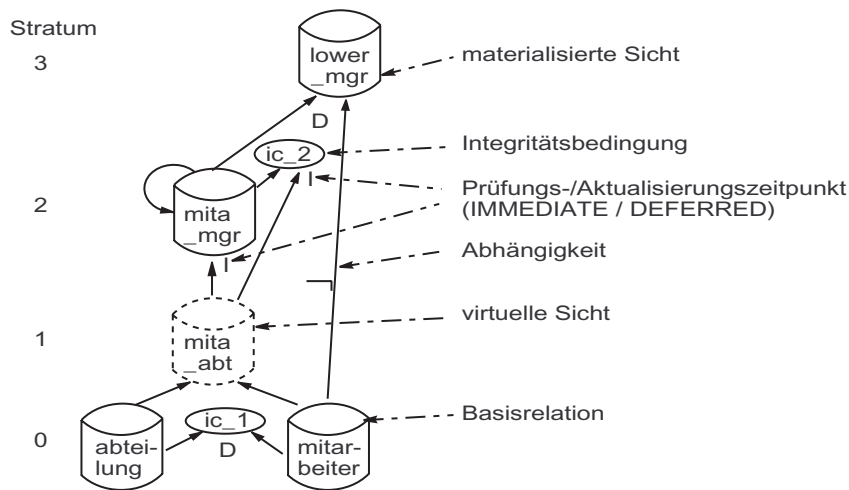 Stratum
3
lower
_mgr
materialisierte Sicht
D
ic_2
Integritätsbedingung
I
Prüfungs-/Aktualisierungszeitpunkt
(IMMEDIATE / DEFERRED)
2
mita
_mgr
I
Abhängigkeit
¬
virtuelle Sicht
1
mita
_abt
Basisrelation
0
abtei-
lung
ic_1
D
mitar-
beiter